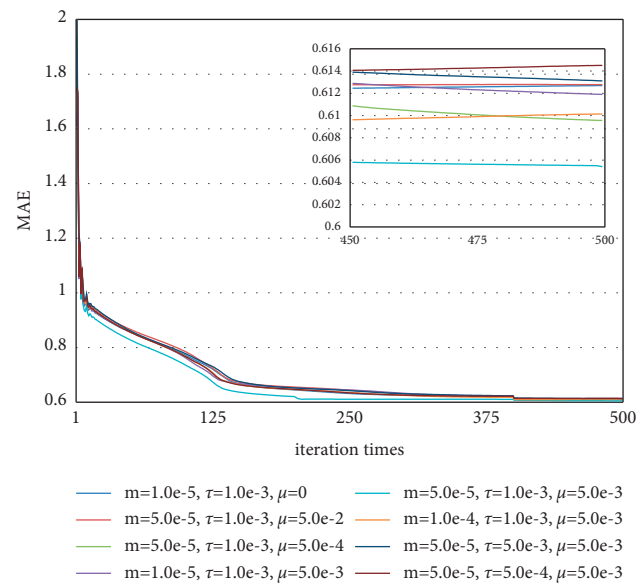 2
1.8
1.6
1.4
1.2
1
0.8
0.6
MAE
0.616
0.614
0.612
0.61
0.608
0.606
0.604
0.602
0.6
450 475 500
1 125 250 375 500
iteration times
m=1.0e-5, τ=1.0e-3, μ=0
m=5.0e-5, τ=1.0e-3, μ=5.0e-2
m=5.0e-5, τ=1.0e-3, μ=5.0e-4
m=1.0e-5, τ=1.0e-3, μ=5.0e-3
m=5.0e-5, τ=1.0e-3, μ=5.0e-3
m=1.0e-4, τ=1.0e-3, μ=5.0e-3
m=5.0e-5, τ=5.0e-3, μ=5.0e-3
m=5.0e-5, τ=5.0e-4, μ=5.0e-3